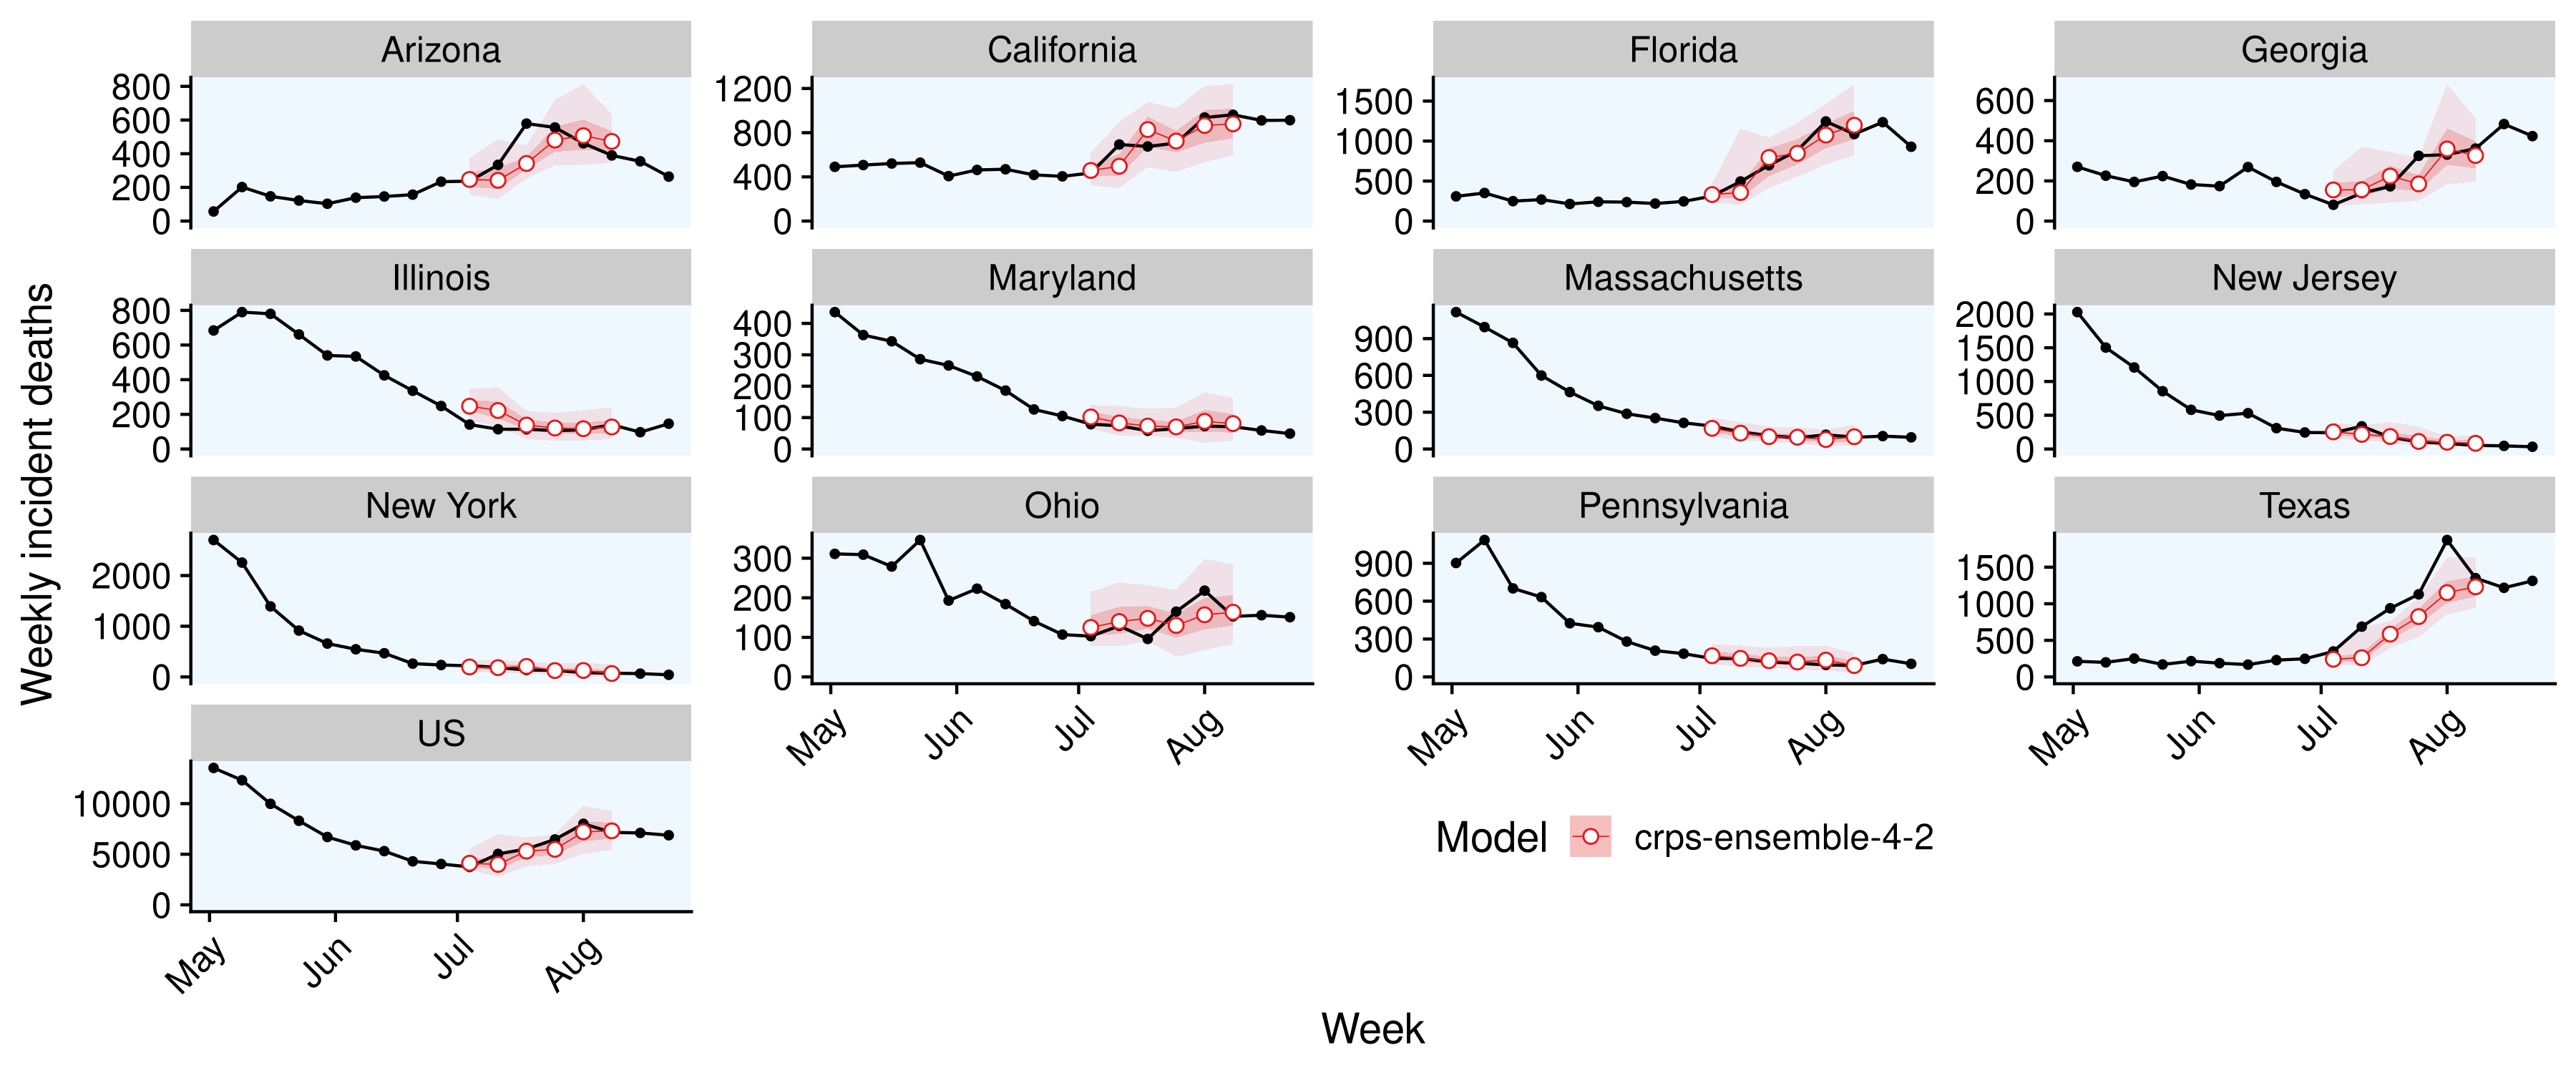 Weekly incident deaths
Arizona
800
600
400
200
0
California
1200
800
400
0
Florida
1500
1000
500
0
Georgia
600
400
200
0
Illinois
800
600
400
200
0
Maryland
400
300
200
100
0
Massachusetts
900
600
300
0
New Jersey
2000
1500
1000
500
0
New York
2000
1000
0
Ohio
300
200
100
0
May Jun Jul Aug
Pennsylvania
900
600
300
0
May Jun Jul Aug
Texas
1500
1000
500
0
May Jun Jul Aug
US
10000
5000
0
May Jun Jul Aug
Model crps-ensemble-4-2
Week